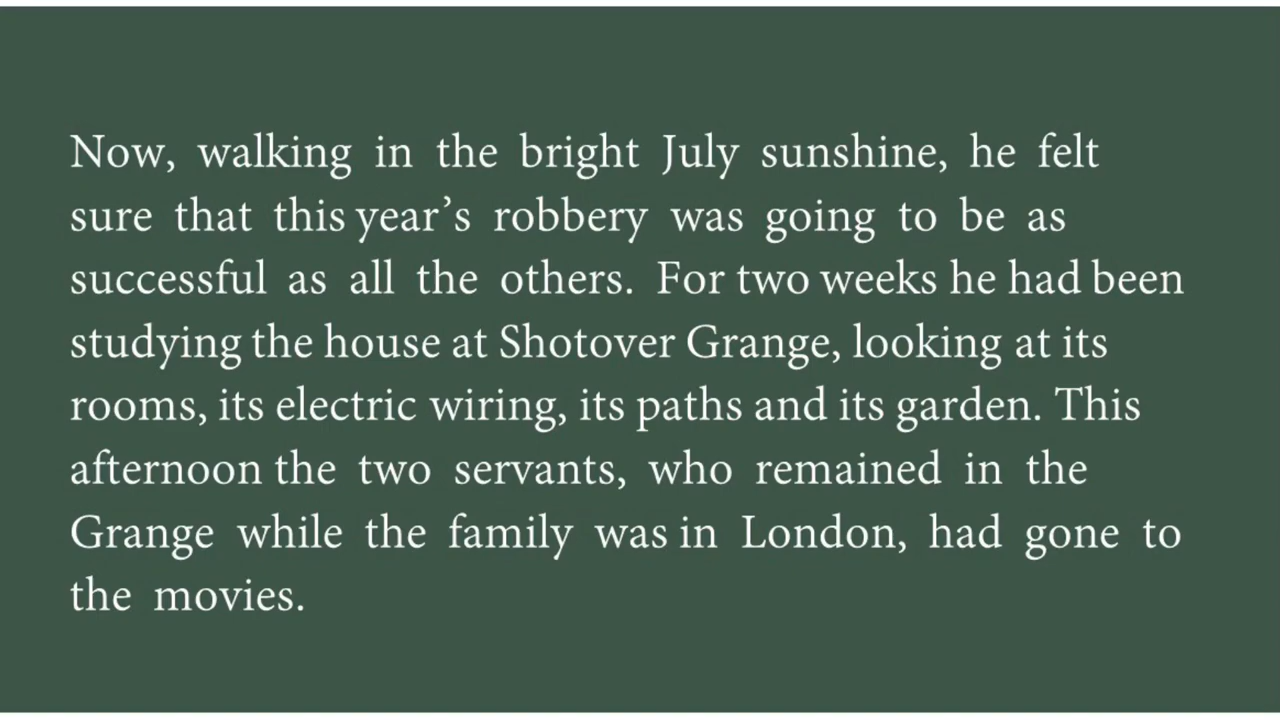 Now, walking in the bright July sunshine, he felt
sure that this year’s robbery was going to be as
successful as all the others. For two weeks he had been
studying the house at Shotover Grange, looking at its
rooms, its electric wiring, its paths and its garden. This
afternoon the two servants, who remained in the
Grange while the family was in London, had gone to
the movies.